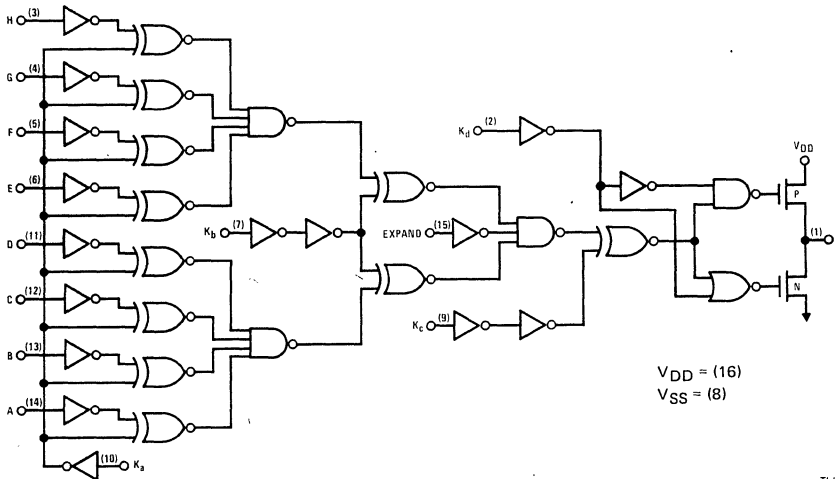 H (3)
G (4)
F (5)
E (6)
D (11)
C (12)
B (13)
A (14)
(10) Ka
Kb (7)
Kd (2)
EXPAND (15)
Kc (9)
VDD
P
(1)
N
VDD = (16)
VSS = (8)